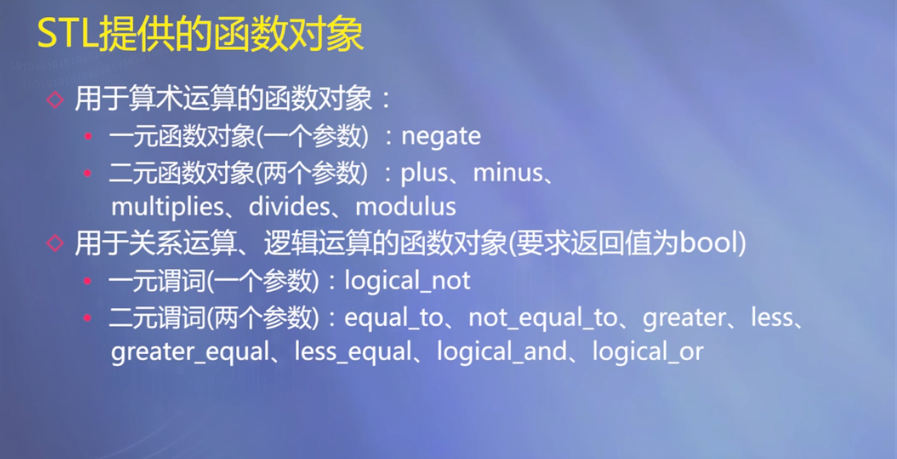 STL提供的函数对象
用于算术运算的函数对象：
一元函数对象(一个参数) ：negate
二元函数对象(两个参数) ：plus、minus、
multiplies、divides、modulus
用于关系运算、逻辑运算的函数对象(要求返回值为bool)
一元谓词(一个参数)：logical_not
二元谓词(两个参数)：equal_to、not_equal_to、greater、less、
greater_equal、less_equal、logical_and、logical_or